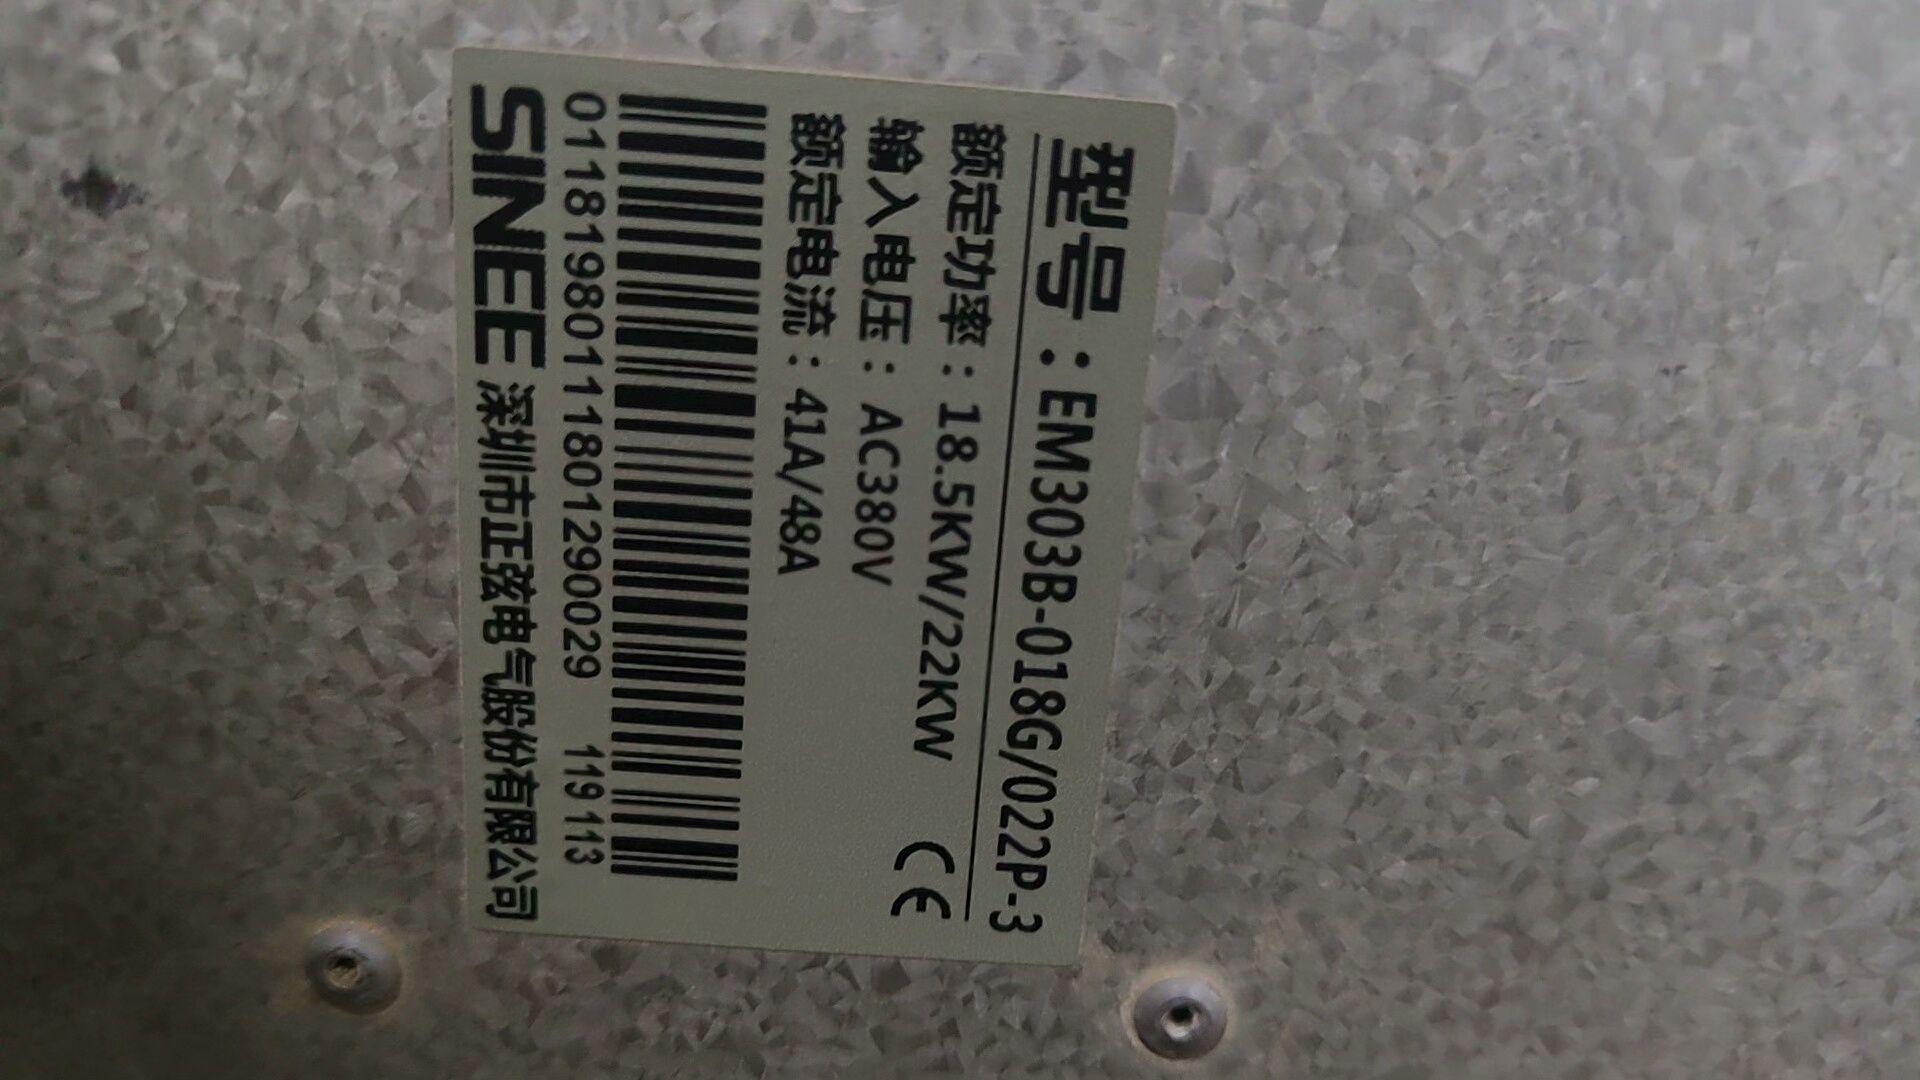 型号：EM303B-018G/022P-3
额定功率：18.5KW/22KW
输入电压：AC380V
额定电流：41A/48A
CE
01181980111801290029 119113
SINEE 深圳市正弦电气股份有限公司